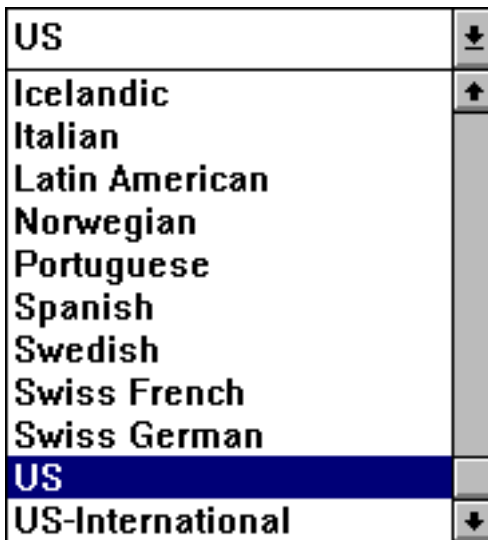 US
Icelandic
Italian
Latin American
Norwegian
Portuguese
Spanish
Swedish
Swiss French
Swiss German
US
US-International